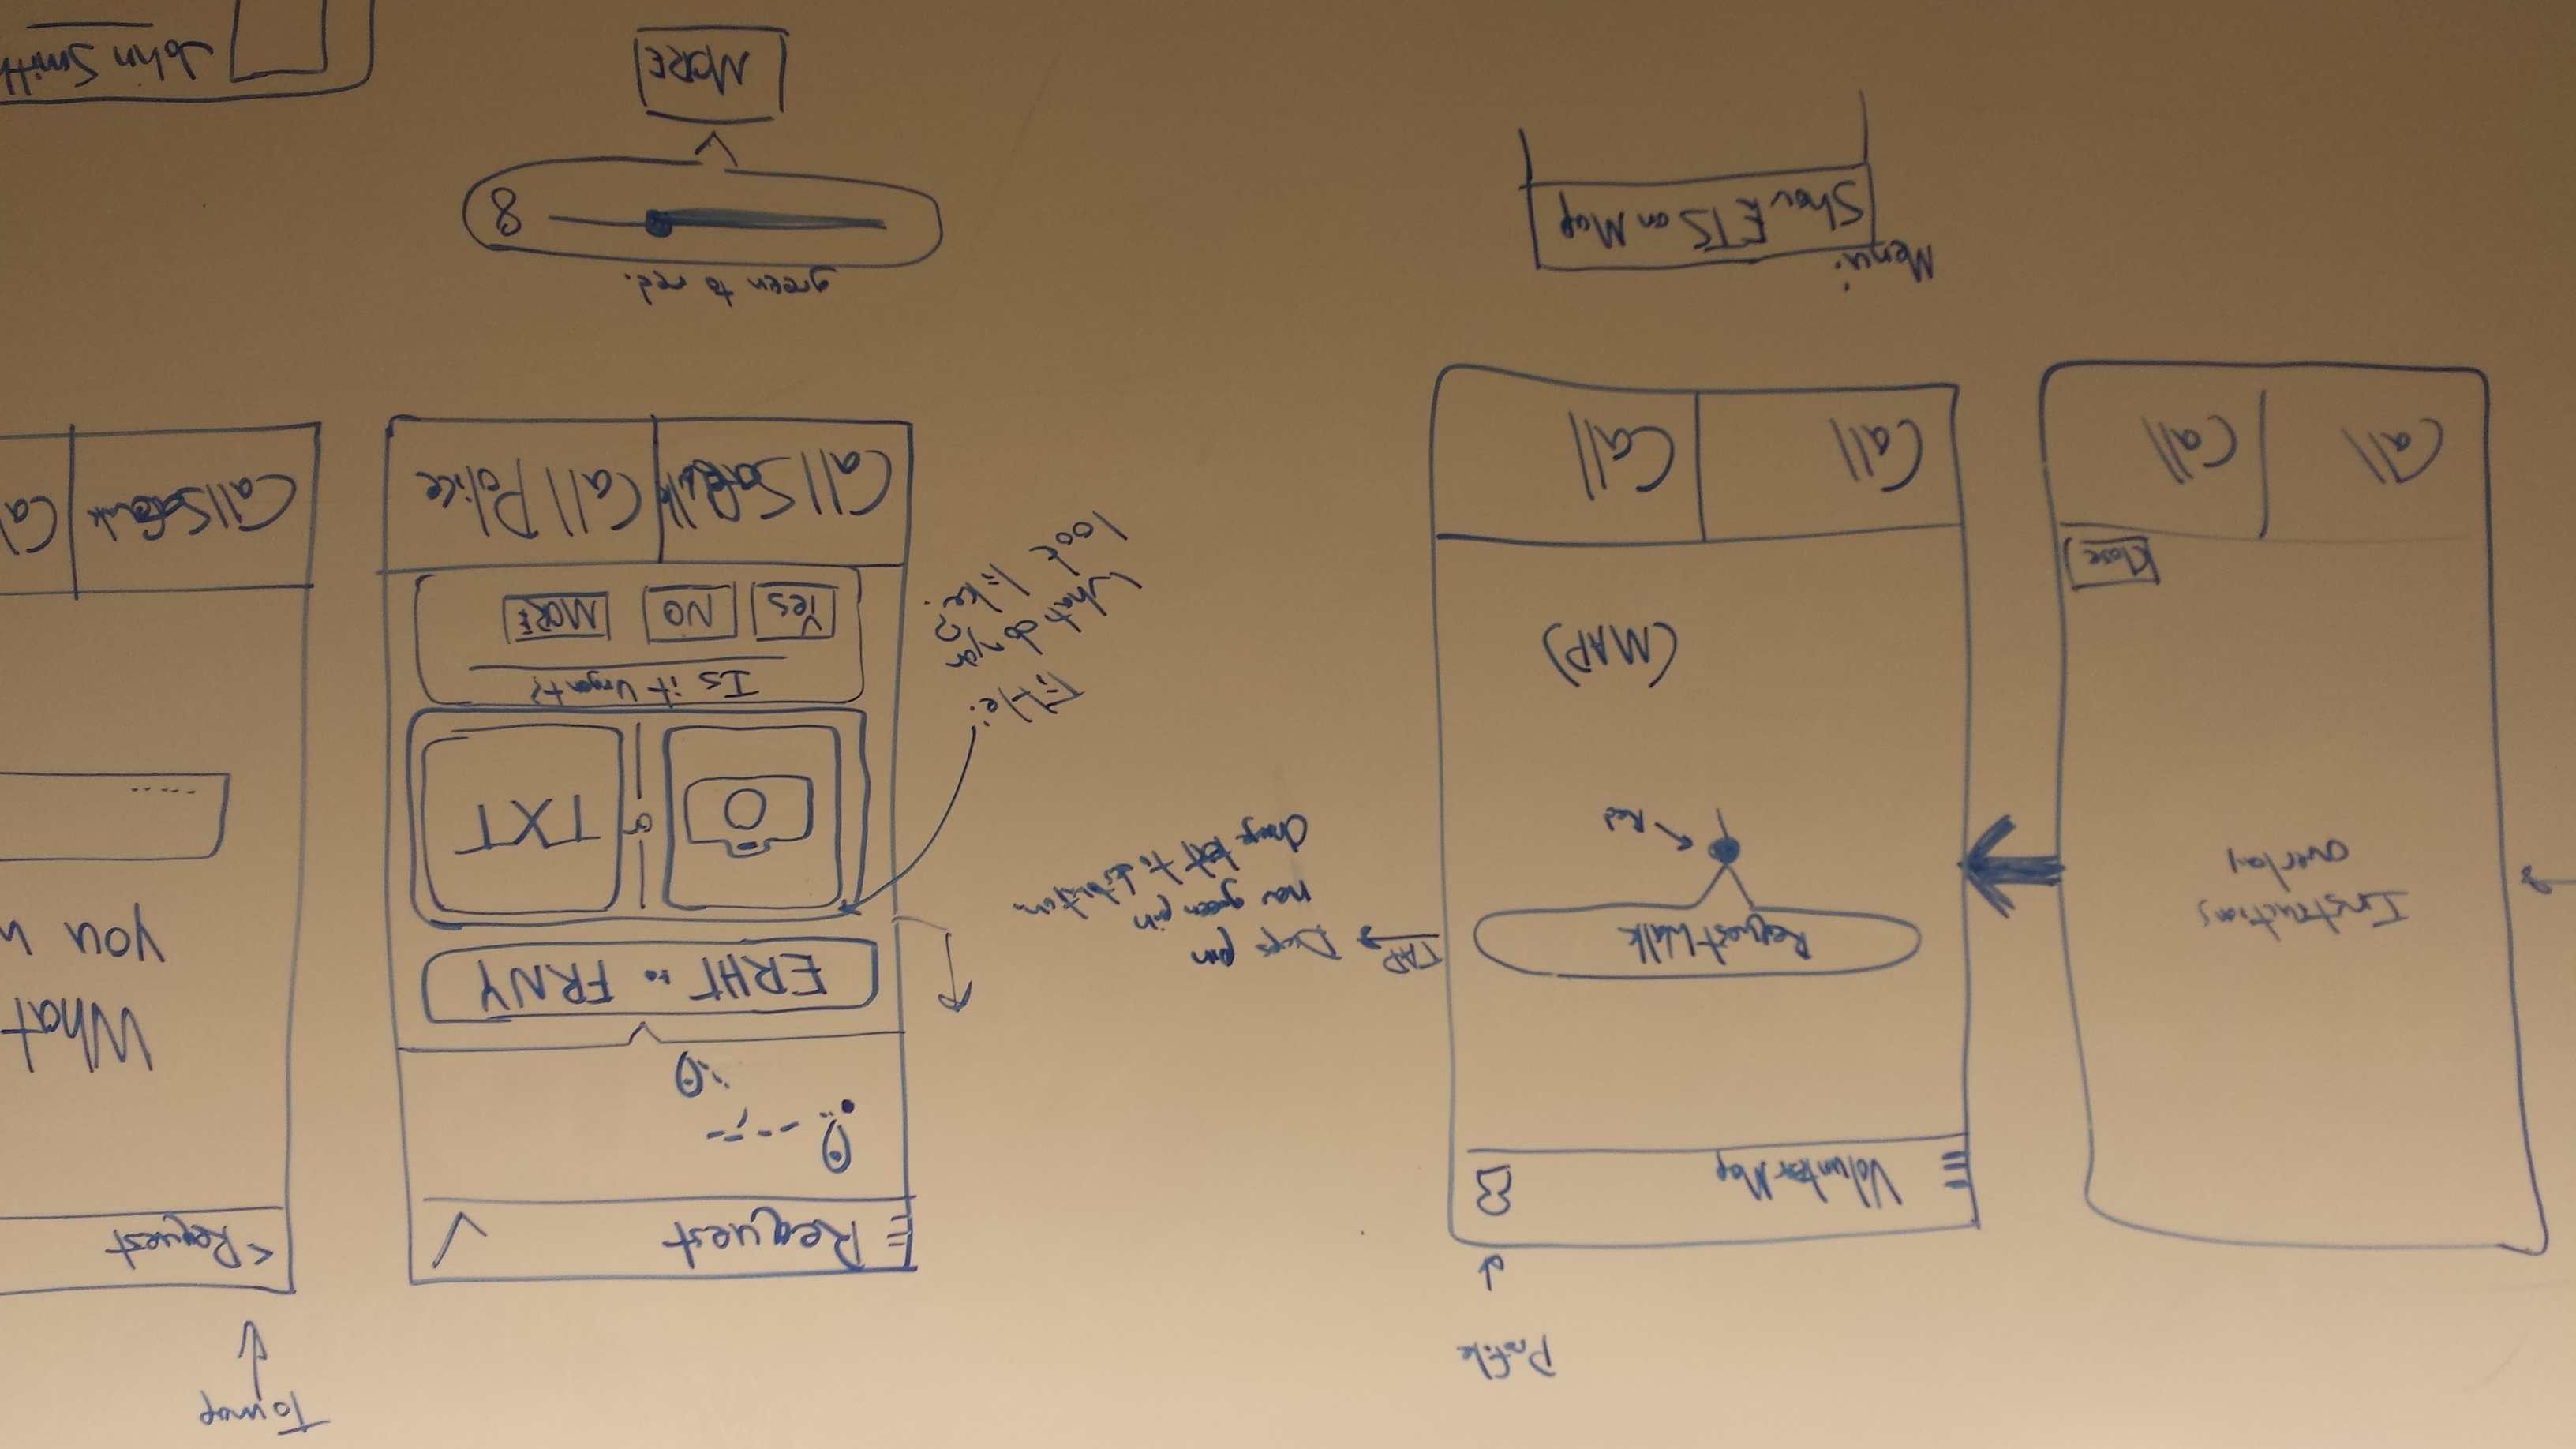 Instructions
overlay
Close
Call
Call
Profile
Volunteer Map
Request Walk
Red
(MAP)
Call
Call
TAP
Drops pin
new green pin
change text to destination
Menu:
Show ETS on Map
Request
ERHT to FRNY
or
TXT
Title:
What do you
look like?
Is it Urgent?
Yes
NO
MORE
Call Safewalk
Call Police
green to red.
8
MORE
To map
< Request
What
you w
.....
Call Safewalk
Cal
John Smith